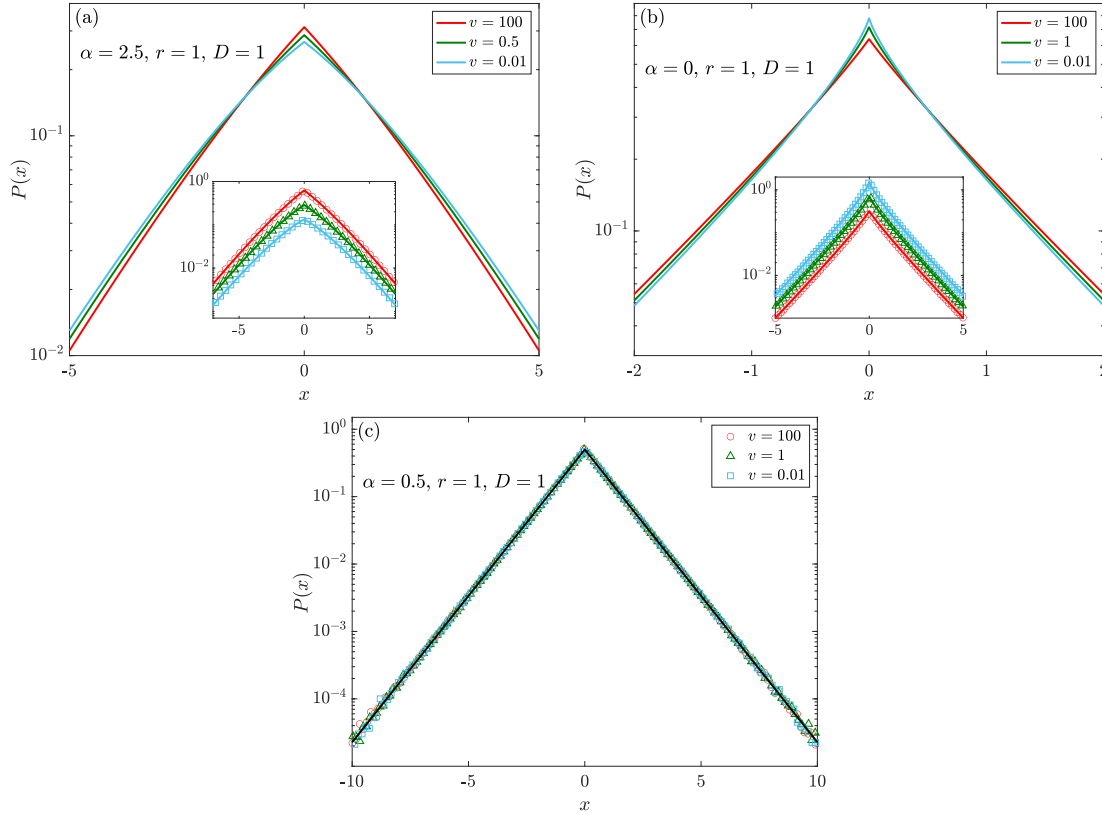 (a)
v = 100
v = 0.5
v = 0.01
α = 2.5, r = 1, D = 1
P(x)
10^-1
10^-2
-5
0
5
x
10^0
10^-2
-5
0
5
(b)
v = 100
v = 1
v = 0.01
α = 0, r = 1, D = 1
P(x)
10^-1
-2
-1
0
1
2
x
10^0
10^-2
-5
0
5
(c)
v = 100
v = 1
v = 0.01
α = 0.5, r = 1, D = 1
P(x)
10^0
10^-1
10^-2
10^-3
10^-4
-10
-5
0
5
10
x